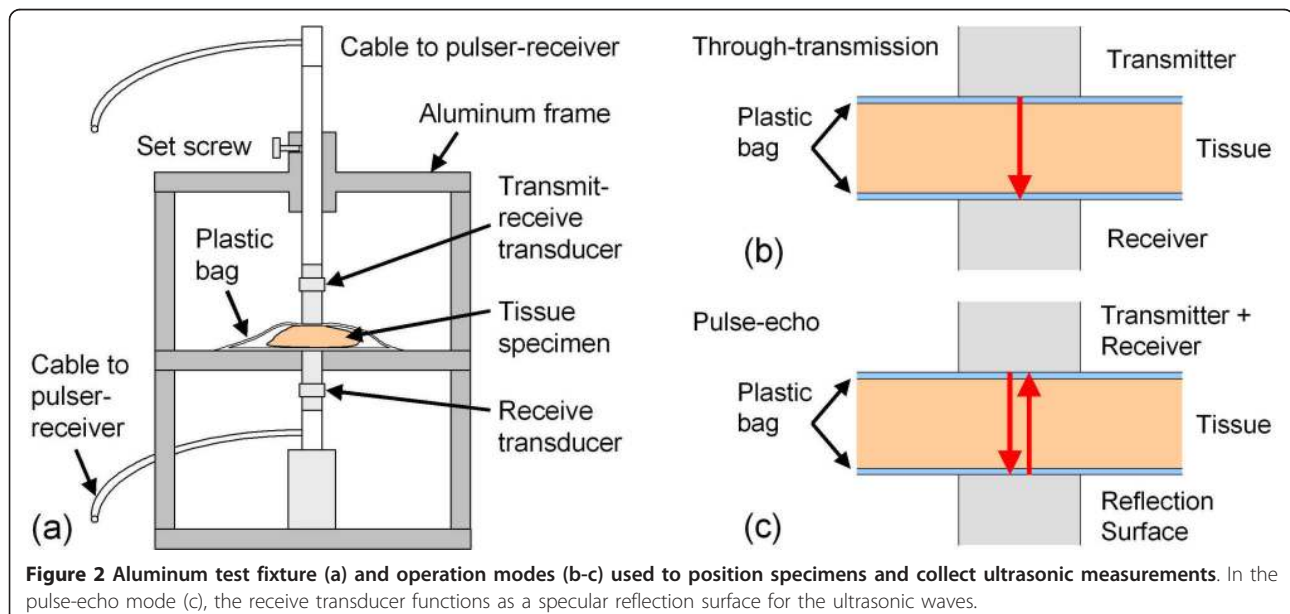 Cable to pulser-receiver
Aluminum frame
Set screw
Transmit-
receive
transducer
Plastic
bag
Tissue
specimen
Cable to
pulser-
receiver
Receive
transducer
(a)
Through-transmission
Transmitter
Plastic
bag
Tissue
(b)
Receiver
Pulse-echo
Transmitter +
Receiver
Plastic
bag
Tissue
(c)
Reflection
Surface
Figure 2 Aluminum test fixture (a) and operation modes (b-c) used to position specimens and collect ultrasonic measurements. In the
pulse-echo mode (c), the receive transducer functions as a specular reflection surface for the ultrasonic waves.